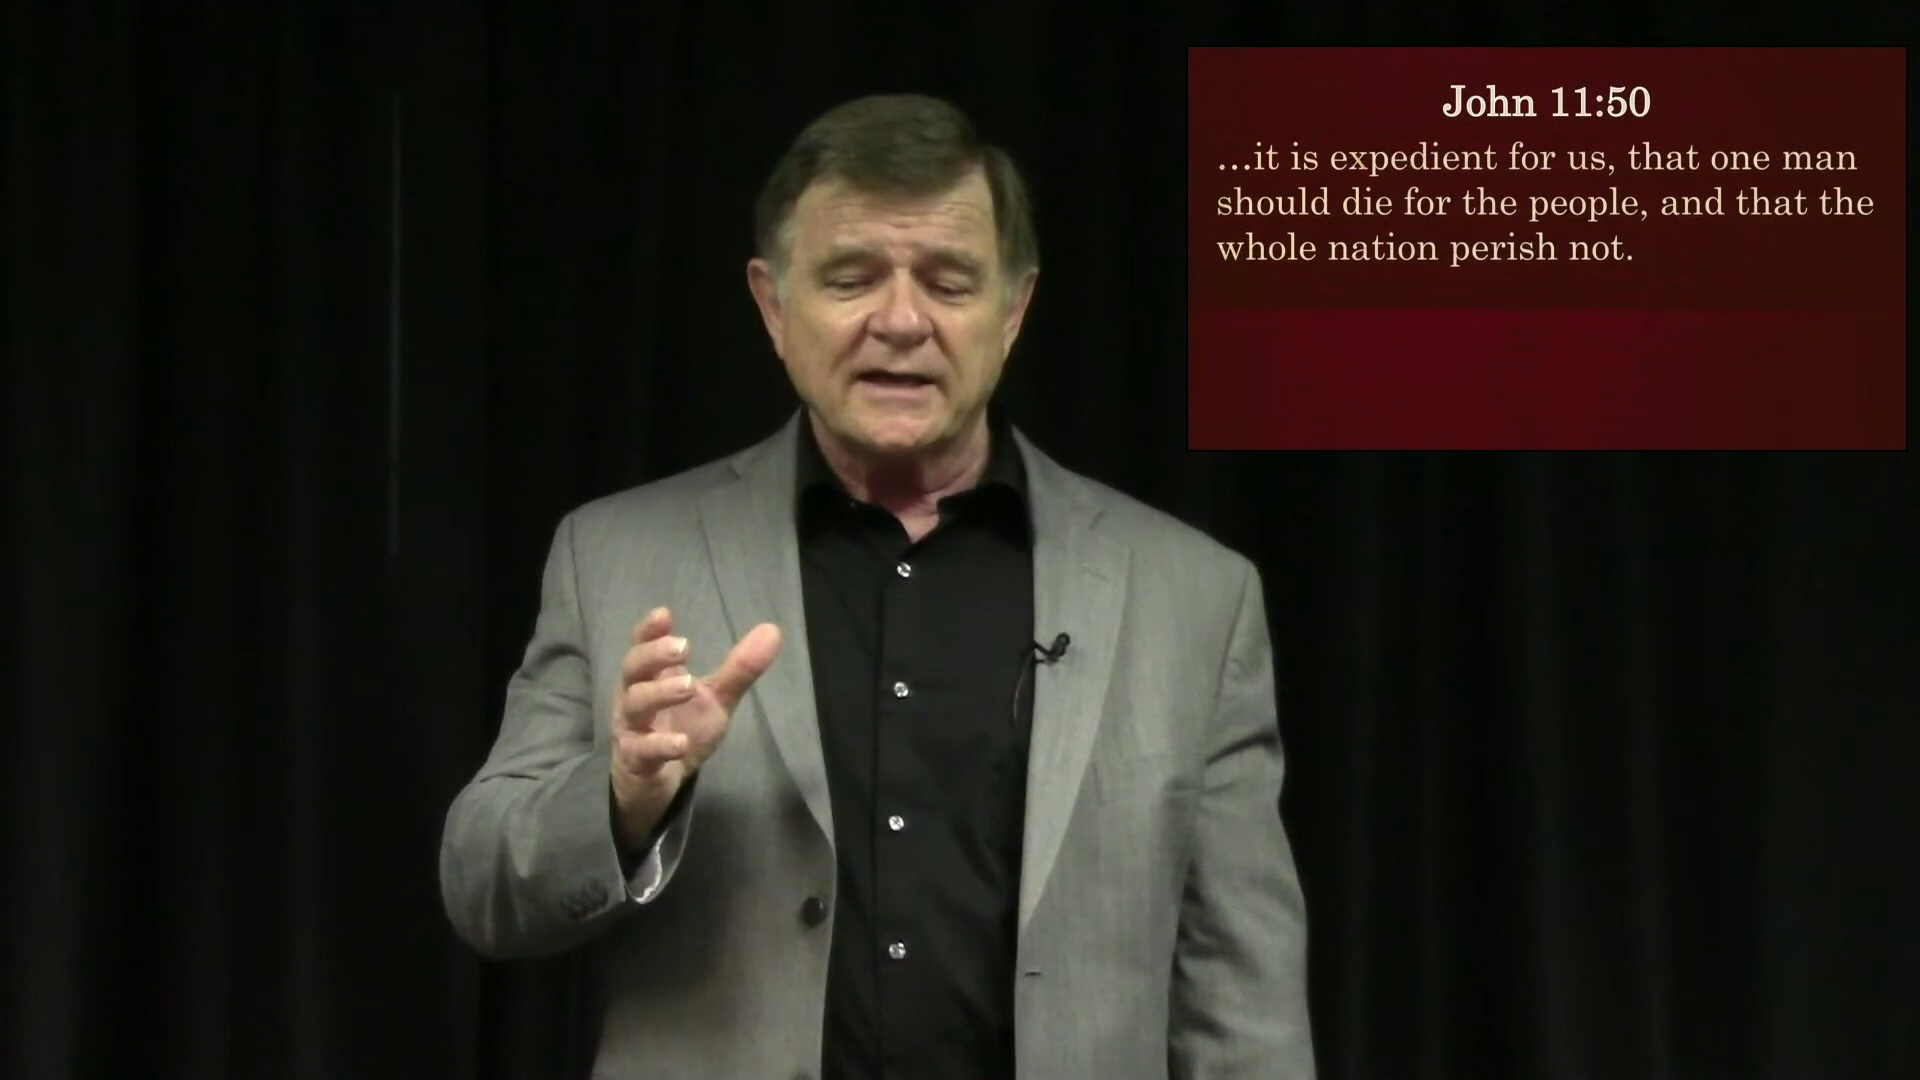 John 11:50
...it is expedient for us, that one man
should die for the people, and that the
whole nation perish not.